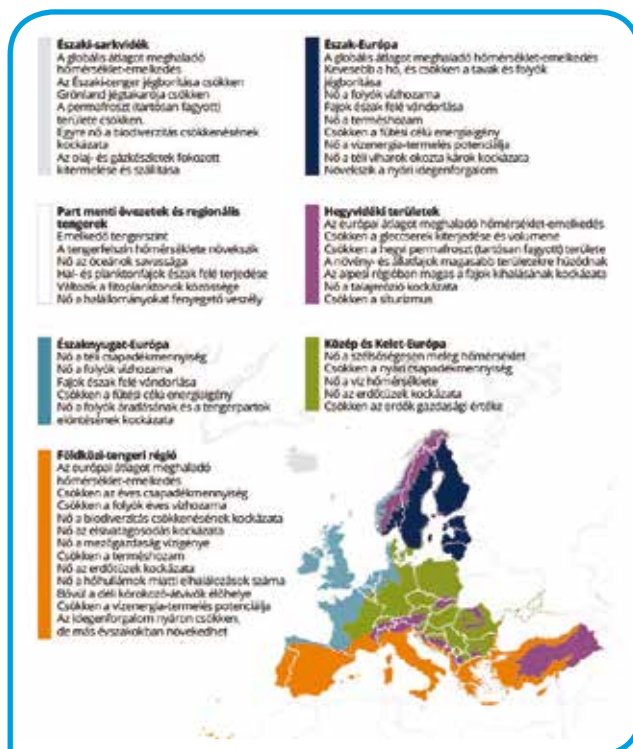 Északi-sarkvidék
A globális átlagot meghaladó
hőmérséklet-emelkedés
Az Északi-tenger jégborítása csökken
Grönland jégtakarója csökken
A permafroszt (tartósan fagyott)
területe csökken.
Egyre nő a biodiverzitás csökkenésének
kockázata
Az olaj- és gázkészletek fokozott
kitermelése és szállítása
Észak-Európa
A globális átlagot meghaladó hőmérséklet-emelkedés
Kevesebb a hó, és csökken a tavak és folyók
jégborítása
Nő a folyók vízhozama
Fajok észak felé vándorlása
Nő a terméshozam
Csökken a fűtési célú energiaigény
Nő a vízenergia-termelés potenciálja
Nő a téli viharok okozta károk kockázata
Növekszik a nyári idegenforgalom
Part menti övezetek és regionális
tengerek
Emelkedő tengerszint
A tengerfelszín hőmérséklete növekszik
Nő az óceánok savassága
Hal- és planktonfajok észak felé terjedése
Változik a fitoplanktonok közössége
Nő a halállományokat fenyegető veszély
Hegyvidéki területek
Az európai átlagot meghaladó hőmérséklet-emelkedés
Csökken a gleccserek kiterjedése és volumene
Csökken a hegyi permafroszt (tartósan fagyott) területe
A növény- és állatfajok magasabb területekre húzódnak
Az alpesi régióban magas a fajok kihalásának kockázata
Nő a talajerózió kockázata
Csökken a síturizmus
Északnyugat-Európa
Nő a téli csapadékmennyiség
Nő a folyók vízhozama
Fajok észak felé vándorlása
Csökken a fűtési célú energiaigény
Nő a folyók áradásának és a tengerpartok
elöntésének kockázata
Közép és Kelet-Európa
Nő a szélsőségesen meleg hőmérséklet
Csökken a nyári csapadékmennyiség
Nő a víz hőmérséklete
Nő az erdőtüzek kockázata
Csökken az erdők gazdasági értéke
Földközi-tengeri régió
Az európai átlagot meghaladó
hőmérséklet-emelkedés
Csökken az éves csapadékmennyiség
Csökken a folyók éves vízhozama
Nő a biodiverzitás csökkenésének kockázata
Nő az elsivatagosodás kockázata
Nő a mezőgazdaság vízigénye
Csökken a terméshozam
Nő az erdőtüzek kockázata
Nő a hőhullámok miatti elhalálozások száma
Bővül a déli kórokozó-átvivők élőhelye
Csökken a vízenergia-termelés potenciálja
Az idegenforgalom nyáron csökken,
de más évszakokban növekedhet